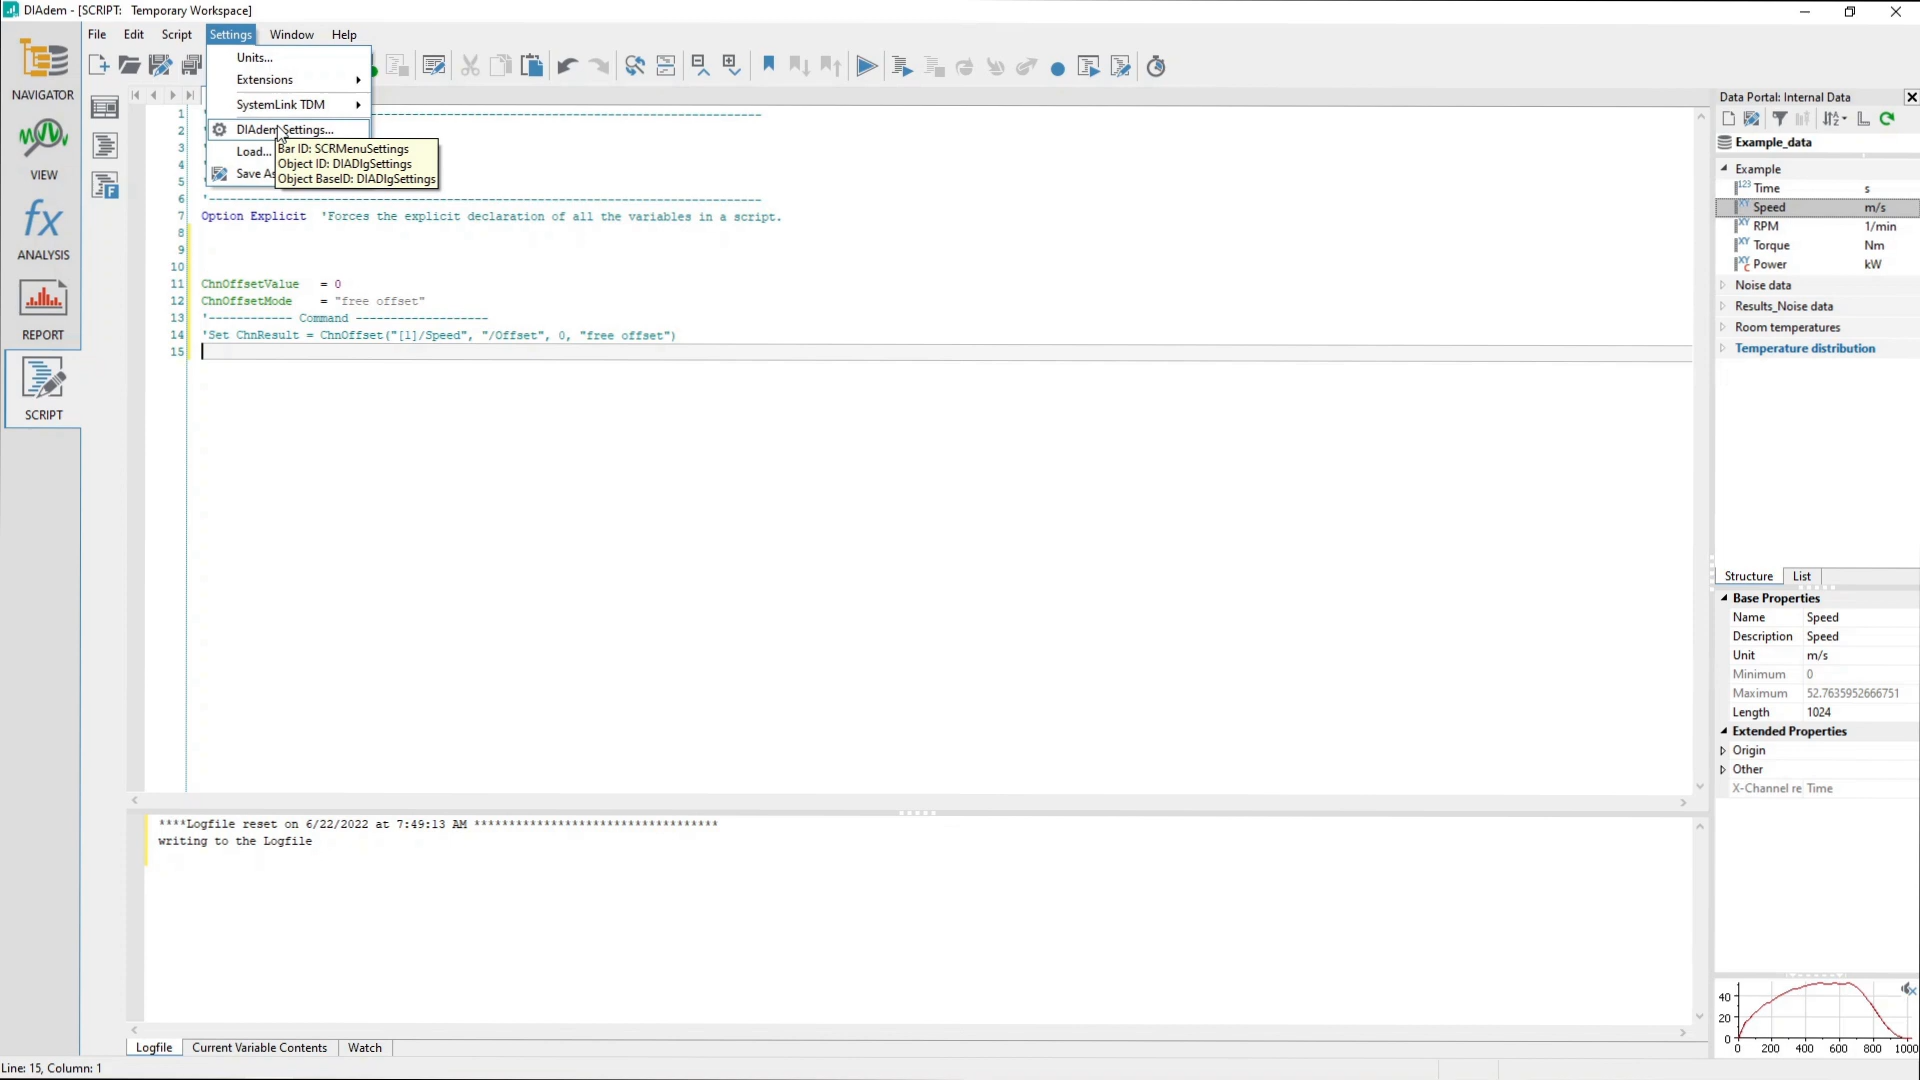 DIAdem - [SCRIPT: Temporary Workspace]
File Edit Script Settings Window Help
NAVIGATOR
VIEW
ANALYSIS
REPORT
SCRIPT
Units...
Extensions
SystemLink TDM
DIAdem Settings...
Load...
Save As
Bar ID: SCRMenuSettings
Object ID: DIADlgSettings
Object BaseID: DIADlgSettings
1 '--------------------------------------------------------------------------------
2
3
4
5
6 '--------------------------------------------------------------------------------
7 Option Explicit 'Forces the explicit declaration of all the variables in a script.
8
9
10
11 ChnOffsetValue = 0
12 ChnOffsetMode = "free offset"
13 '------------ Command -------------------
14 'Set ChnResult = ChnOffset("[1]/Speed", "/Offset", 0, "free offset")
15
Data Portal: Internal Data
Example_data
Example
Time s
Speed m/s
RPM 1/min
Torque Nm
Power kW
Noise data
Results_Noise data
Room temperatures
Temperature distribution
Structure List
Base Properties
Name Speed
Description Speed
Unit m/s
Minimum 0
Maximum 52.7635952666751
Length 1024
Extended Properties
Origin
Other
X-Channel re Time
40
20
0
0 200 400 600 800 1000
****Logfile reset on 6/22/2022 at 7:49:13 AM ***********************************
writing to the Logfile
Logfile Current Variable Contents Watch
Line: 15, Column: 1